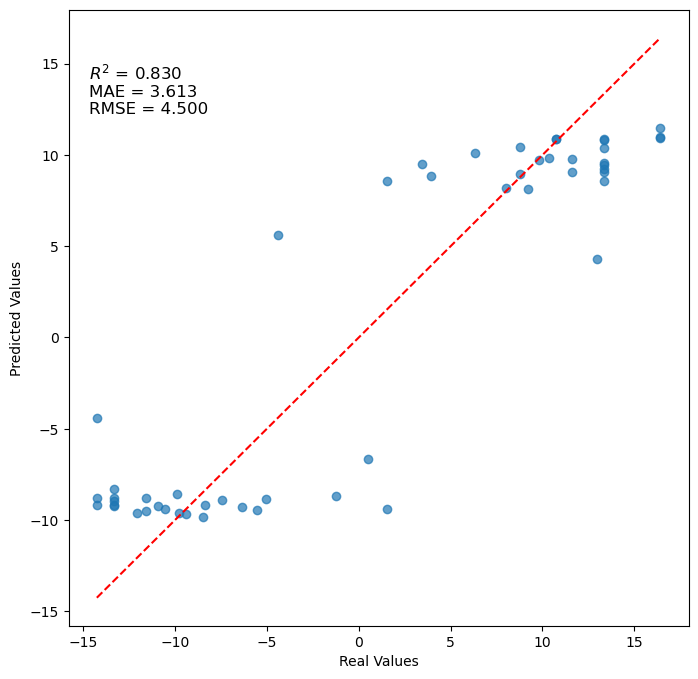 R² = 0.830
MAE = 3.613
RMSE = 4.500
Predicted Values
15
10
5
0
−5
−10
−15
−15 −10 −5 0 5 10 15
Real Values